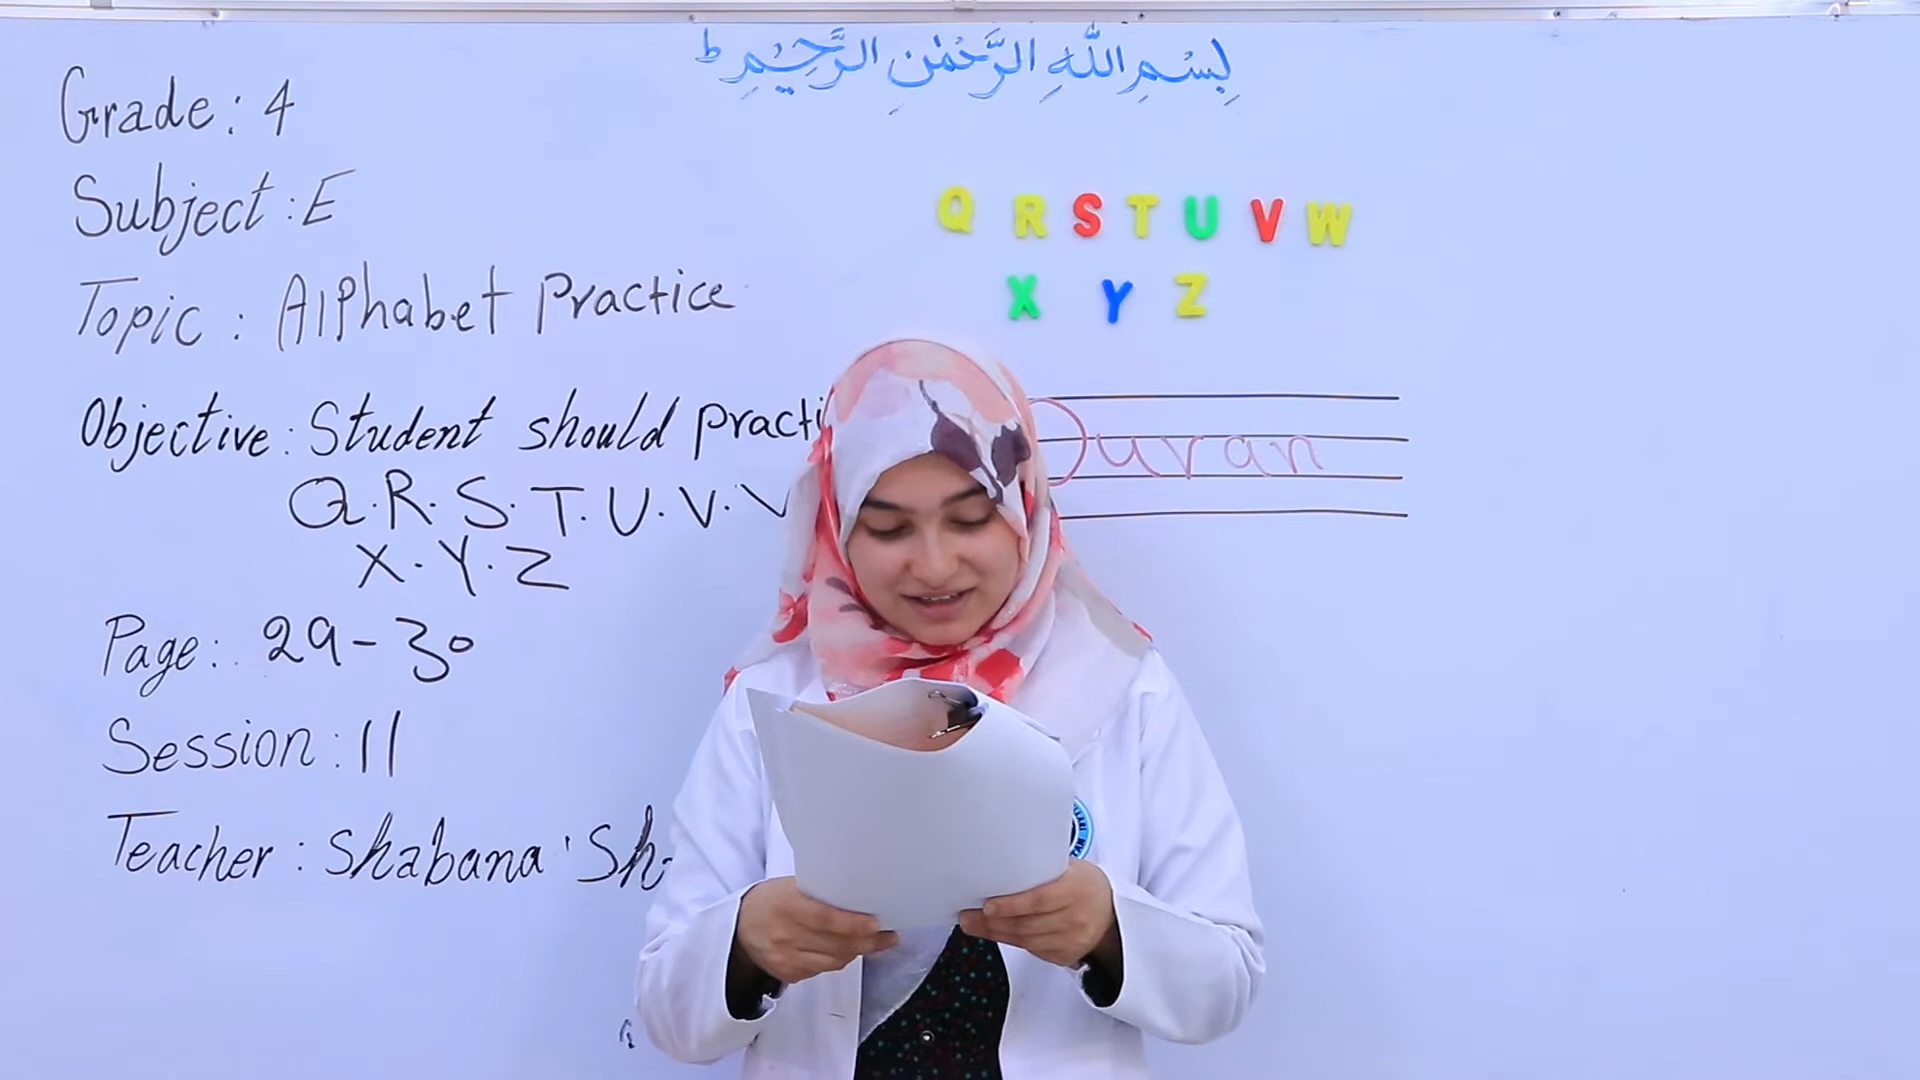 بِسْمِ اللّٰهِ الرَّحْمٰنِ الرَّحِيْمِ ط
Grade: 4
Subject: E
Topic: Alphabet Practice
Objective: Student should practi
Q. R. S. T. U. V.
X. Y. Z
Page: 29-30
Session: 11
Teacher: Shabana Sh
Q R S T U V W
X Y Z
Quran